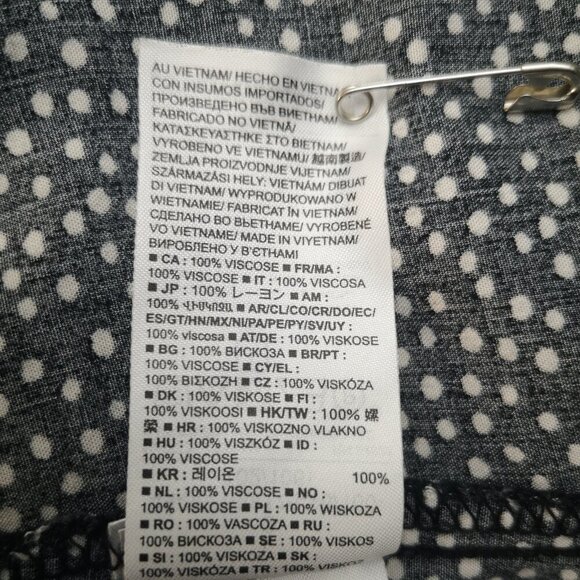 AU VIETNAM/ HECHO EN VIETNA
CON INSUMOS IMPORTADOS/
ПРОИЗВЕДЕНО ВЪВ ВИЕТНАМ/
FABRICADO NO VIETNÃ/
ΚΑΤΑΣΚΕΥΑΣΤΗΚΕ ΣΤΟ ΒΙΕΤΝΑΜ/
VYROBENO VE VIETNAMU/ 越南製造/
ZEMLJA PROIZVODNJE VIJETNAM/
SZÁRMAZÁSI HELY: VIETNÁM/ DIBUAT
DI VIETNAM/ WYPRODUKOWANO W
WIETNAMIE/ FABRICAT ÎN VIETNAM/
СДЕЛАНО ВО ВЬЕТНАМЕ/ VYROBENÉ
VO VIETNAME/ MADE IN VIYETNAM/
ВИРОБЛЕНО У В'ЄТНАМІ
■ CA : 100% VISCOSE ■ FR/MA :
100% VISCOSE ■ IT : 100% VISCOSA
■ JP : 100% レーヨン ■ AM :
100% ՎԻՍԿՈԶ ■ AR/CL/CO/CR/DO/EC/
ES/GT/HN/MX/NI/PA/PE/PY/SV/UY :
100% viscosa ■ AT/DE : 100% VISKOSE
■ BG : 100% ВИСКОЗА ■ BR/PT :
100% VISCOSE ■ CY/EL :
100% ΒΙΣΚΟΖΗ ■ CZ : 100% VISKÓZA
■ DK : 100% VISKOSE ■ FI :
100% VISKOOSI ■ HK/TW : 100% 嫘
縈 ■ HR : 100% VISKOZNO VLAKNO
■ HU : 100% VISZKÓZ ■ ID :
100% VISCOSE
■ KR : 레이온 100%
■ NL : 100% VISCOSE ■ NO :
100% VISKOSE ■ PL : 100% WISKOZA
■ RO : 100% VASCOZA ■ RU :
100% ВИСКОЗА ■ SE : 100% VISKOS
■ SI : 100% VISKOZA ■ SK :
100% VISKÓZA ■ TR : 100%